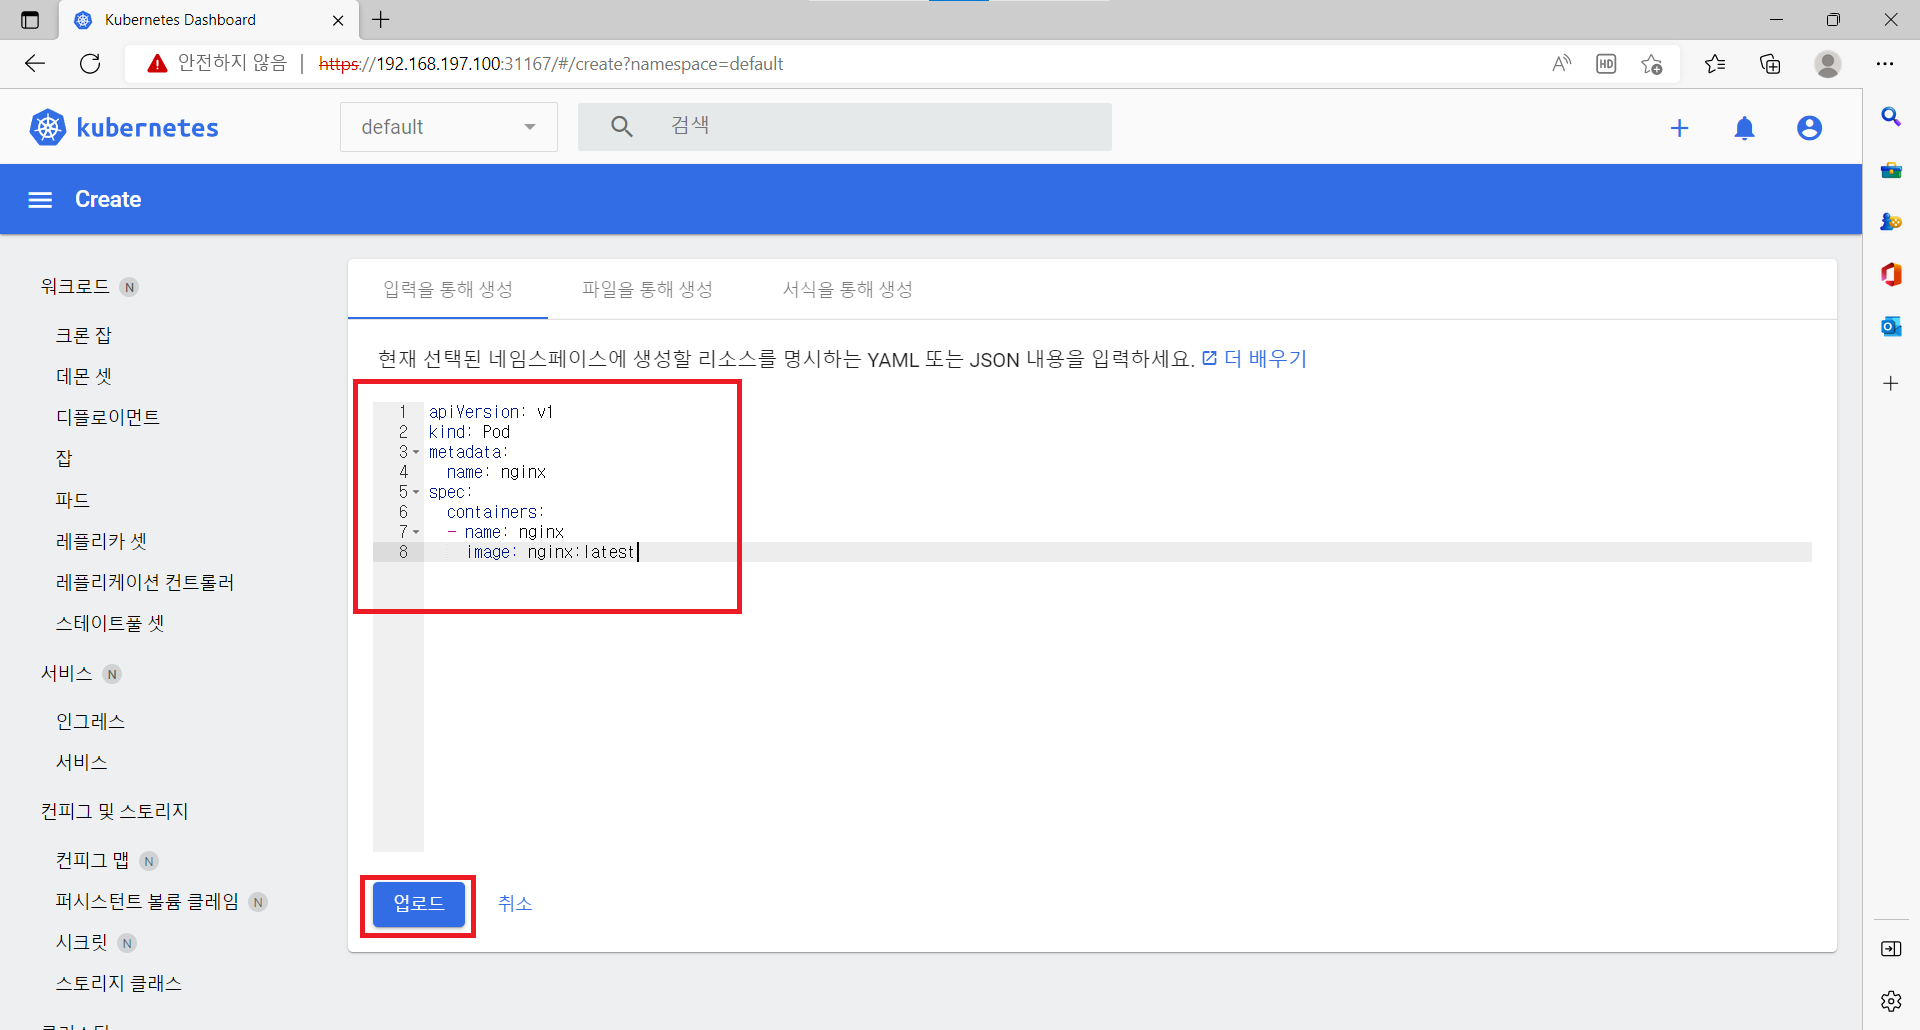 Kubernetes Dashboard
안전하지 않음 | https://192.168.197.100:31167/#/create?namespace=default
HD
kubernetes
default
검색
Create
워크로드 N
크론 잡
데몬 셋
디플로이먼트
잡
파드
레플리카 셋
레플리케이션 컨트롤러
스테이트풀 셋
서비스 N
인그레스
서비스
컨피그 및 스토리지
컨피그 맵 N
퍼시스턴트 볼륨 클레임 N
시크릿 N
스토리지 클래스
입력을 통해 생성
파일을 통해 생성
서식을 통해 생성
현재 선택된 네임스페이스에 생성할 리소스를 명시하는 YAML 또는 JSON 내용을 입력하세요. 더 배우기
1 apiVersion: v1
2 kind: Pod
3 metadata:
4 name: nginx
5 spec:
6 containers:
7 - name: nginx
8 image: nginx:latest
업로드
취소